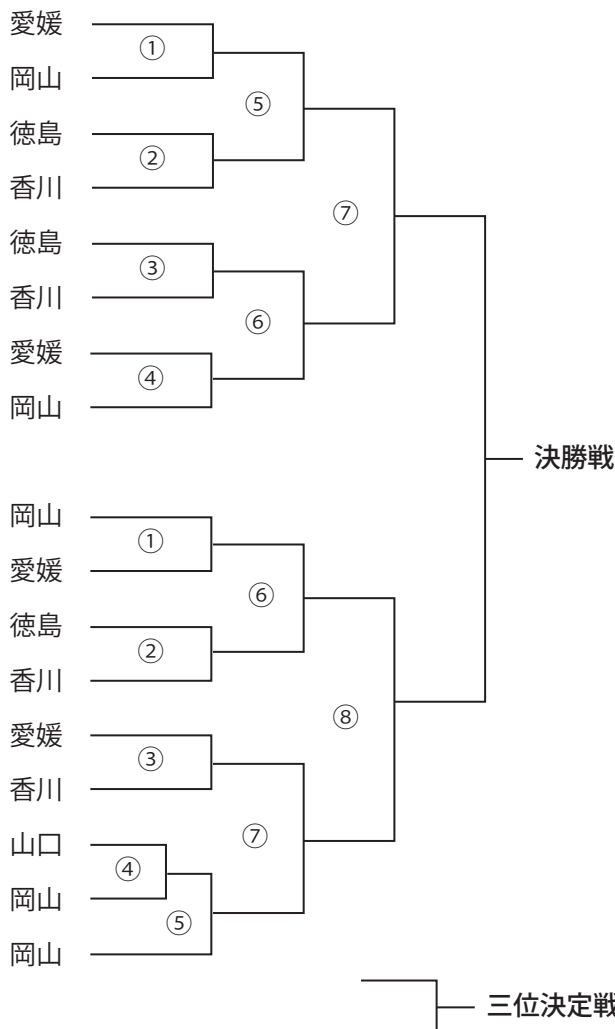 愛媛
①
岡山
⑤
徳島
②
香川
⑦
徳島
③
香川
⑥
愛媛
④
岡山
決勝戦
岡山
①
愛媛
⑥
徳島
②
香川
⑧
愛媛
③
香川
⑦
山口
④
岡山
⑤
岡山
三位決定戦